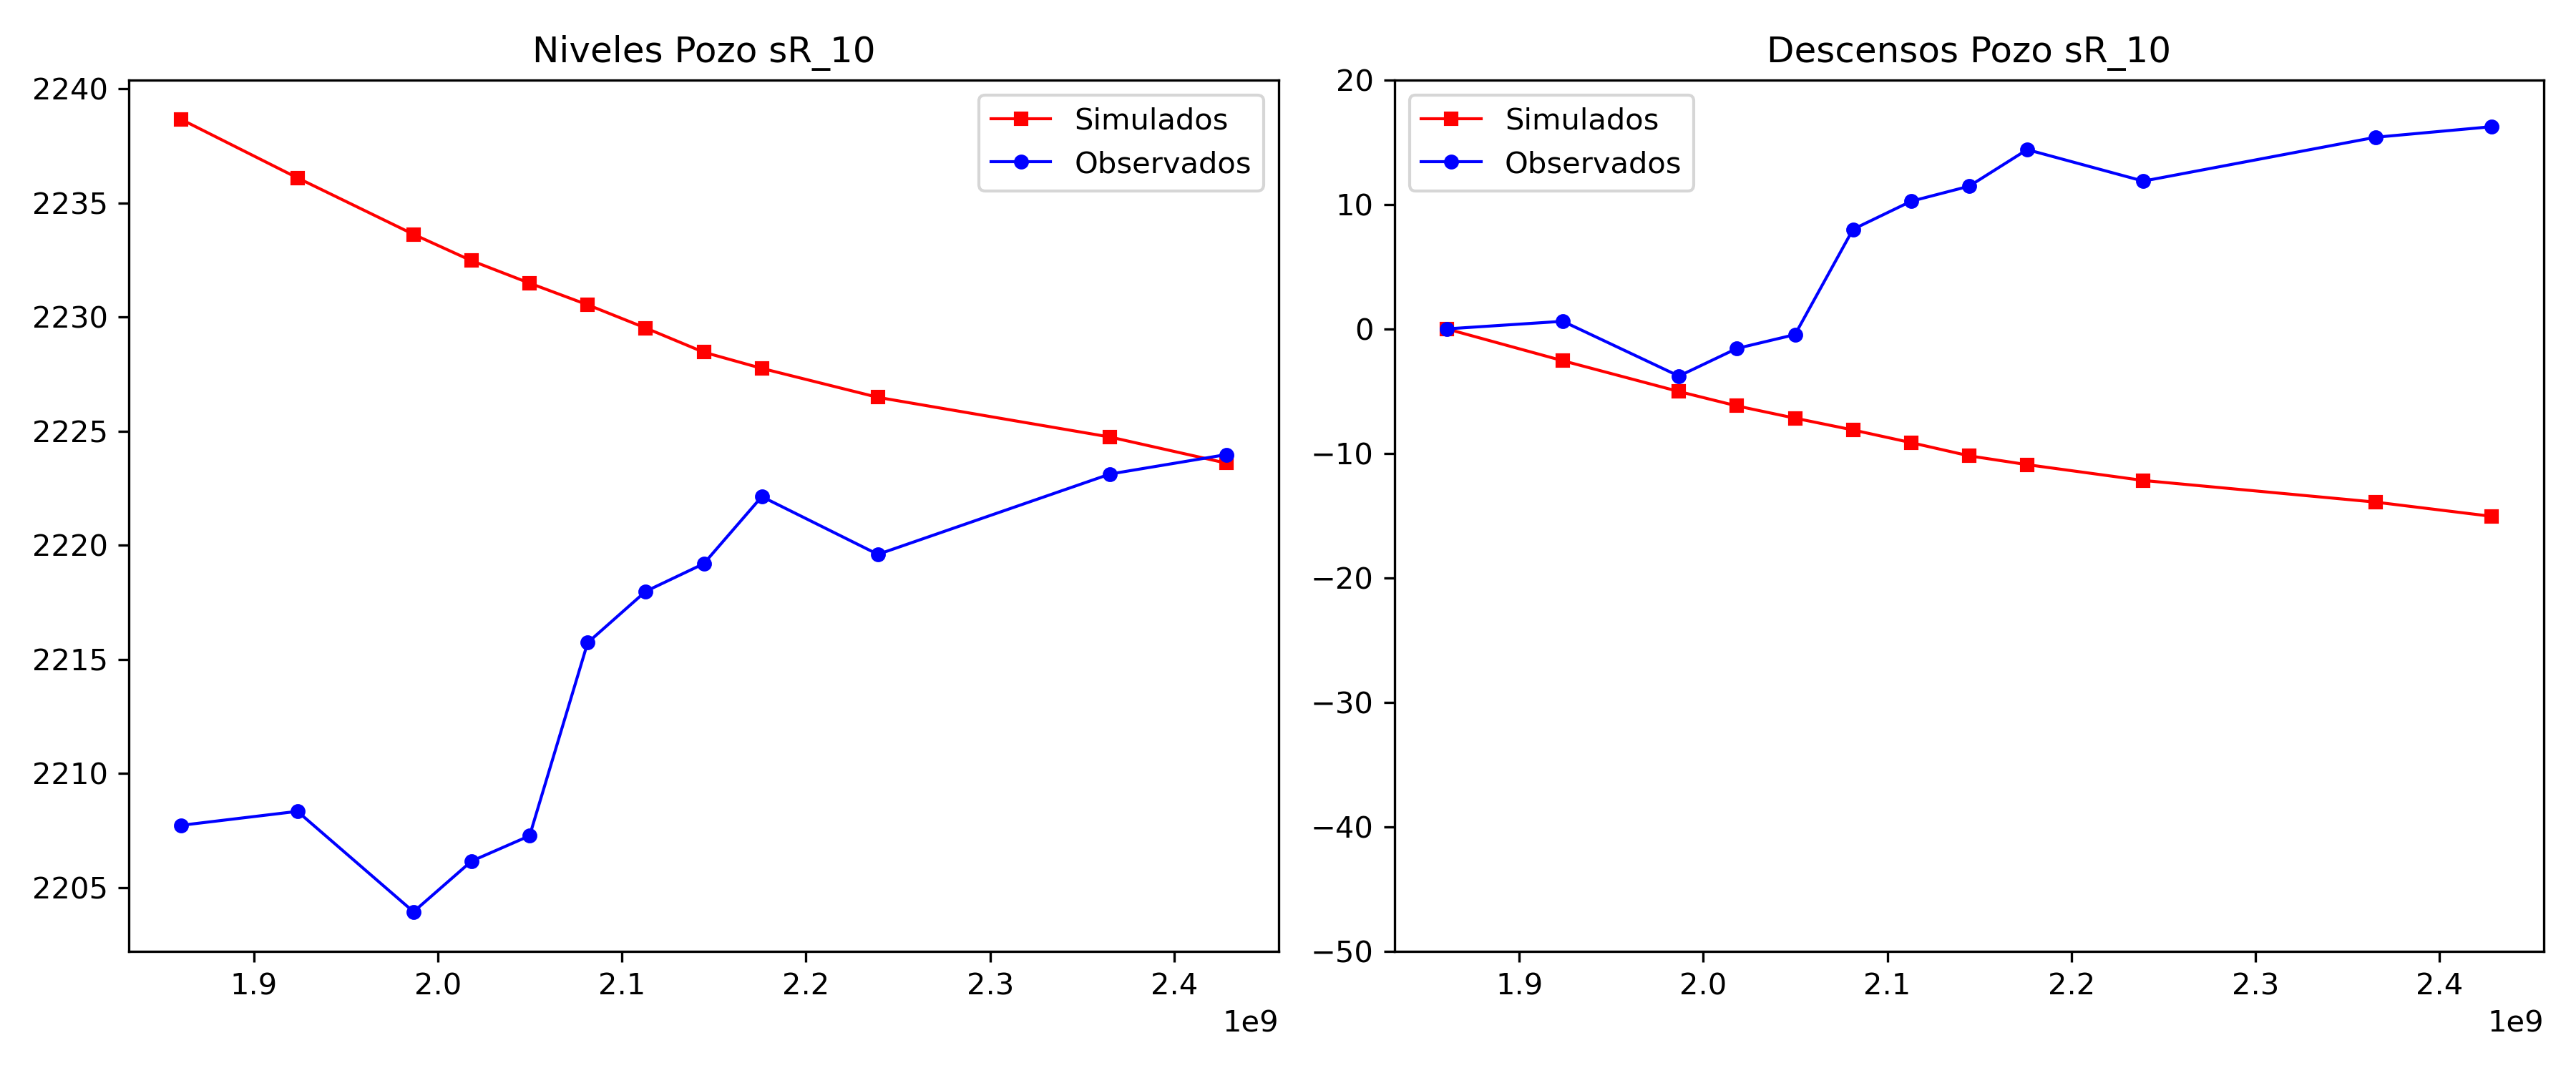 Niveles Pozo sR_10
2240
2235
2230
2225
2220
2215
2210
2205
1.9 2.0 2.1 2.2 2.3 2.4
1e9
Simulados
Observados
Descensos Pozo sR_10
20
10
0
−10
−20
−30
−40
−50
1.9 2.0 2.1 2.2 2.3 2.4
1e9
Simulados
Observados